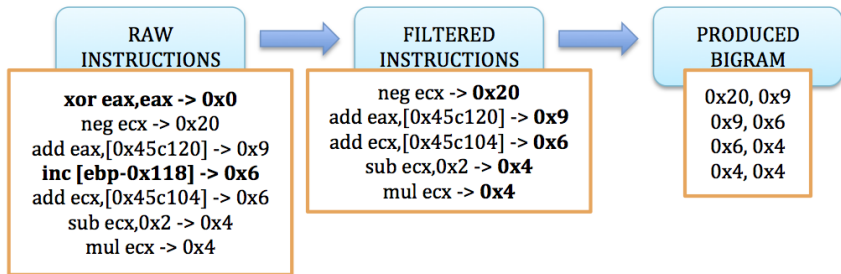 RAW
INSTRUCTIONS
xor eax,eax -> 0x0
neg ecx -> 0x20
add eax,[0x45c120] -> 0x9
inc [ebp-0x118] -> 0x6
add ecx,[0x45c104] -> 0x6
sub ecx,0x2 -> 0x4
mul ecx -> 0x4
FILTERED
INSTRUCTIONS
neg ecx -> 0x20
add eax,[0x45c120] -> 0x9
add ecx,[0x45c104] -> 0x6
sub ecx,0x2 -> 0x4
mul ecx -> 0x4
PRODUCED
BIGRAM
0x20, 0x9
0x9, 0x6
0x6, 0x4
0x4, 0x4